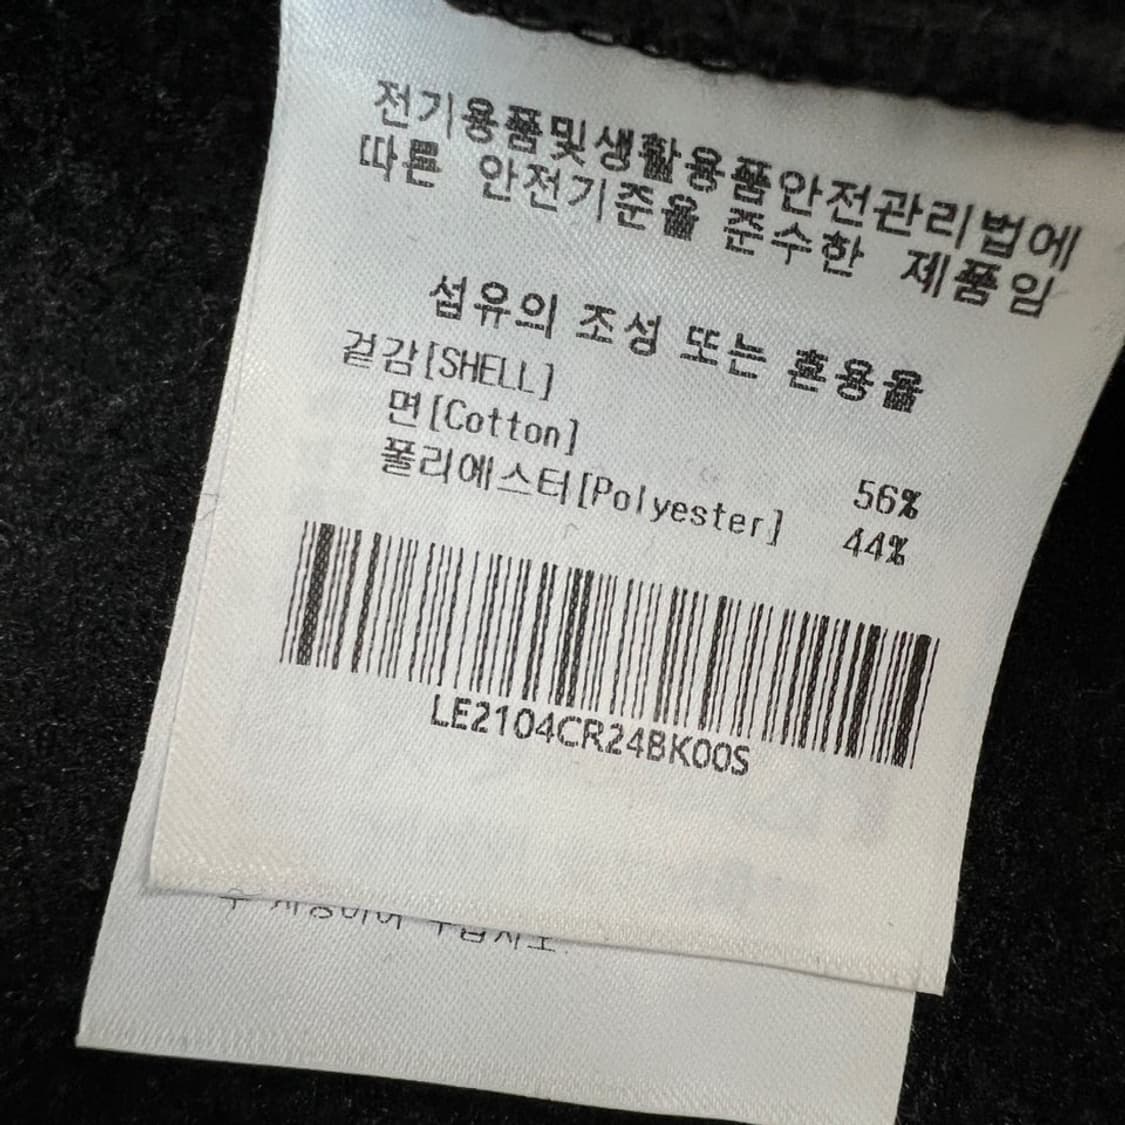 전기용품및생활용품안전관리법에
따른 안전기준을 준수한 제품임
섬유의 조성 또는 혼용율
겉감[SHELL]
면[Cotton] 56%
폴리에스터[Polyester] 44%
LE2104CR24BK00S